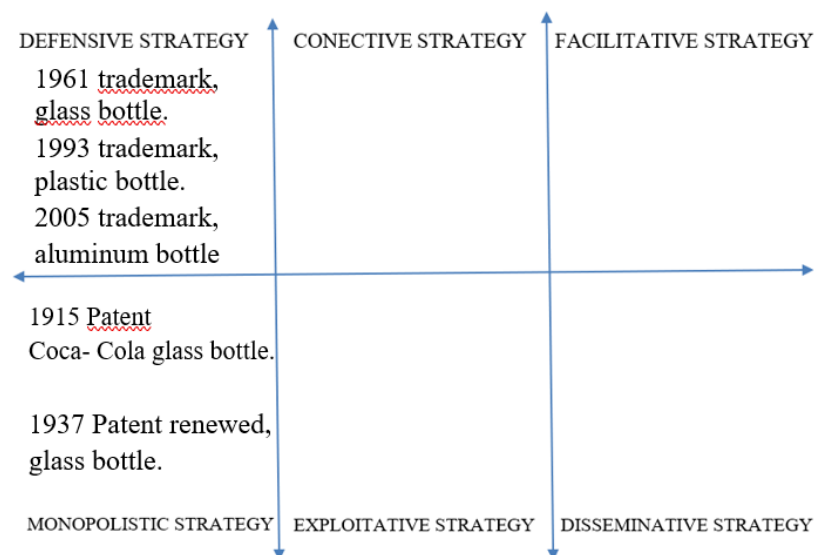 DEFENSIVE STRATEGY
CONECTIVE STRATEGY
FACILITATIVE STRATEGY
1961 trademark,
glass bottle.
1993 trademark,
plastic bottle.
2005 trademark,
aluminum bottle
1915 Patent
Coca- Cola glass bottle.
1937 Patent renewed,
glass bottle.
MONOPOLISTIC STRATEGY
EXPLOITATIVE STRATEGY
DISSEMINATIVE STRATEGY